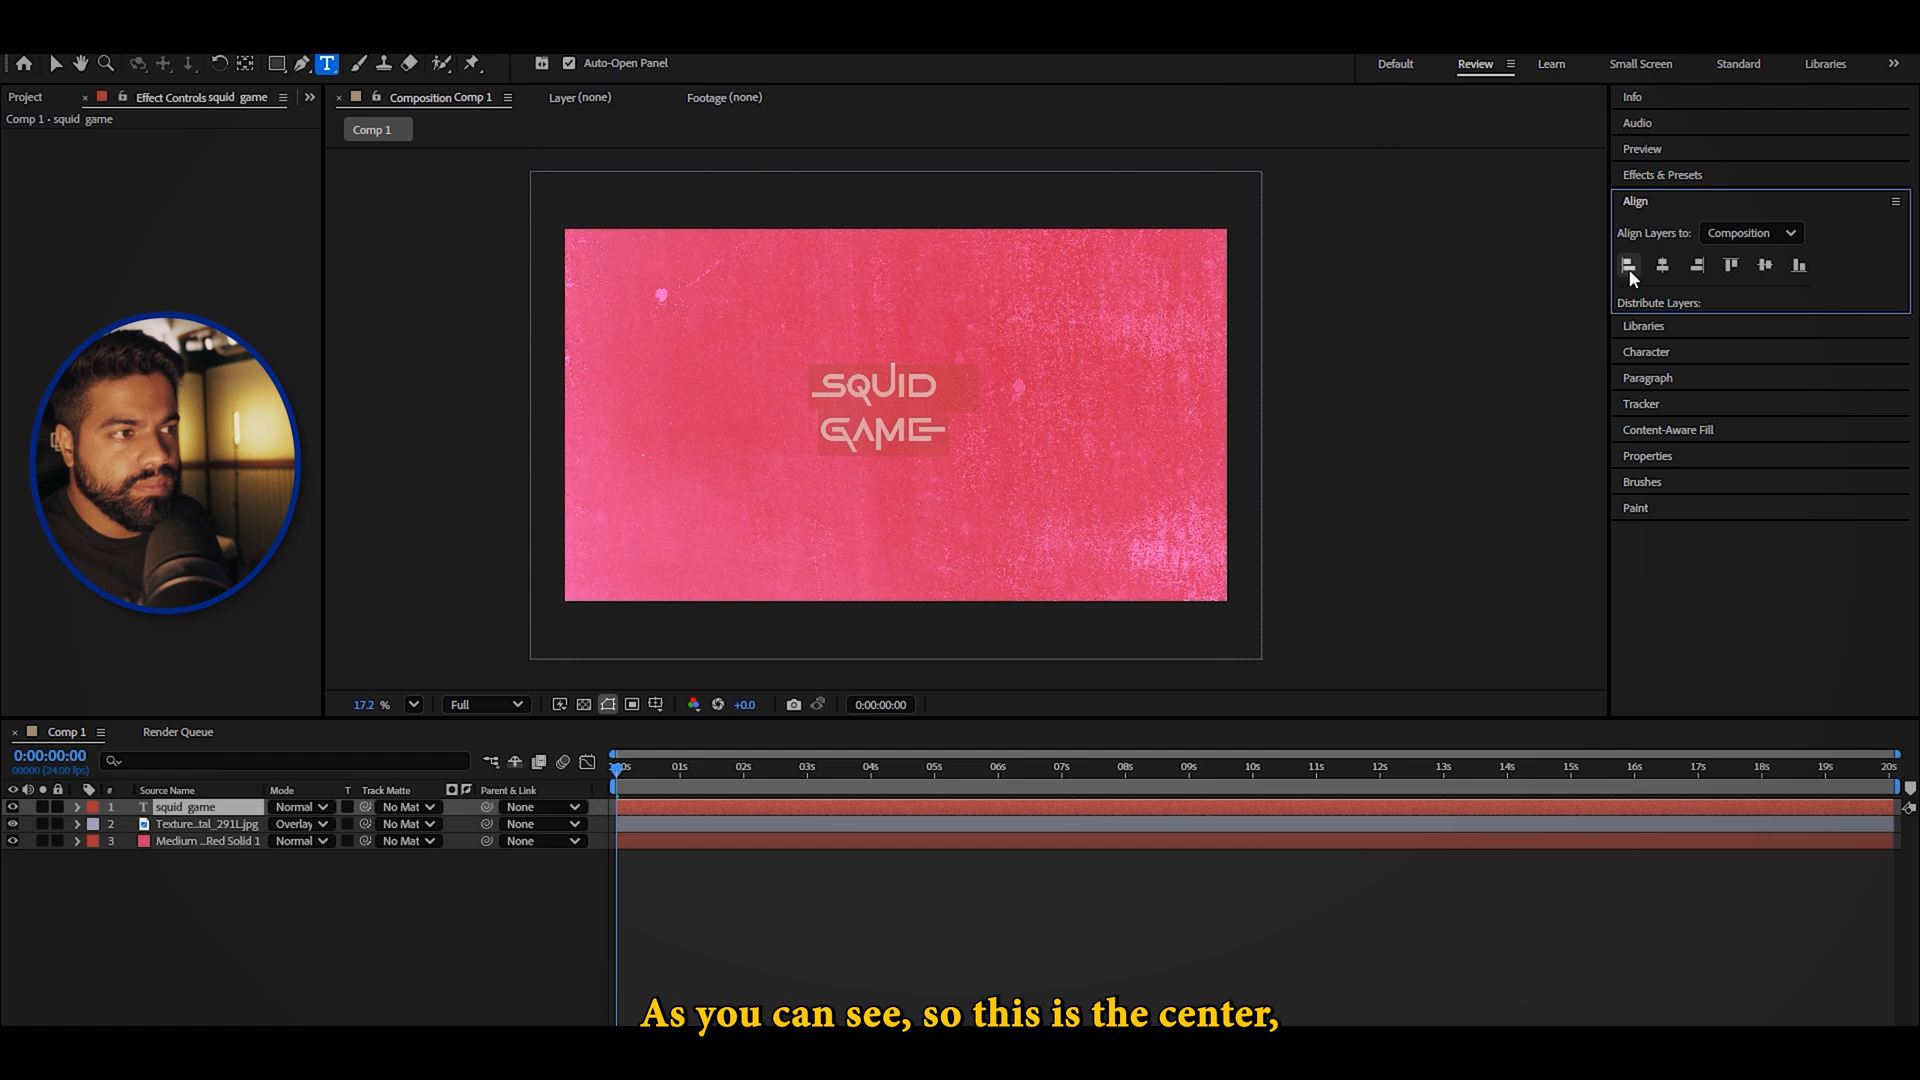 T Auto-Open Panel Default Review Learn Small Screen Standard Libraries
Project Effect Controls squid game
Composition Comp 1 Layer (none) Footage (none)
Comp 1 • squid game
Comp 1
Info
Audio
Preview
Effects & Presets
Align
Align Layers to: Composition
Distribute Layers:
Libraries
Character
Paragraph
Tracker
Content-Aware Fill
Properties
Brushes
Paint
SQUID
GAME
17.2 % Full +0.0 0:00:00:00
Comp 1 Render Queue
0:00:00:00
00000 (24.00 fps)
01s 02s 03s 04s 05s 06s 07s 08s 09s 10s 11s 12s 13s 14s 15s 16s 17s 18s 19s 20s
# Source Name Mode T Track Matte Parent & Link
1 T squid game Normal No Mat None
2 Texture...tal_291L.jpg Overlay No Mat None
3 Medium ...Red Solid 1 Normal No Mat None
As you can see, so this is the center,